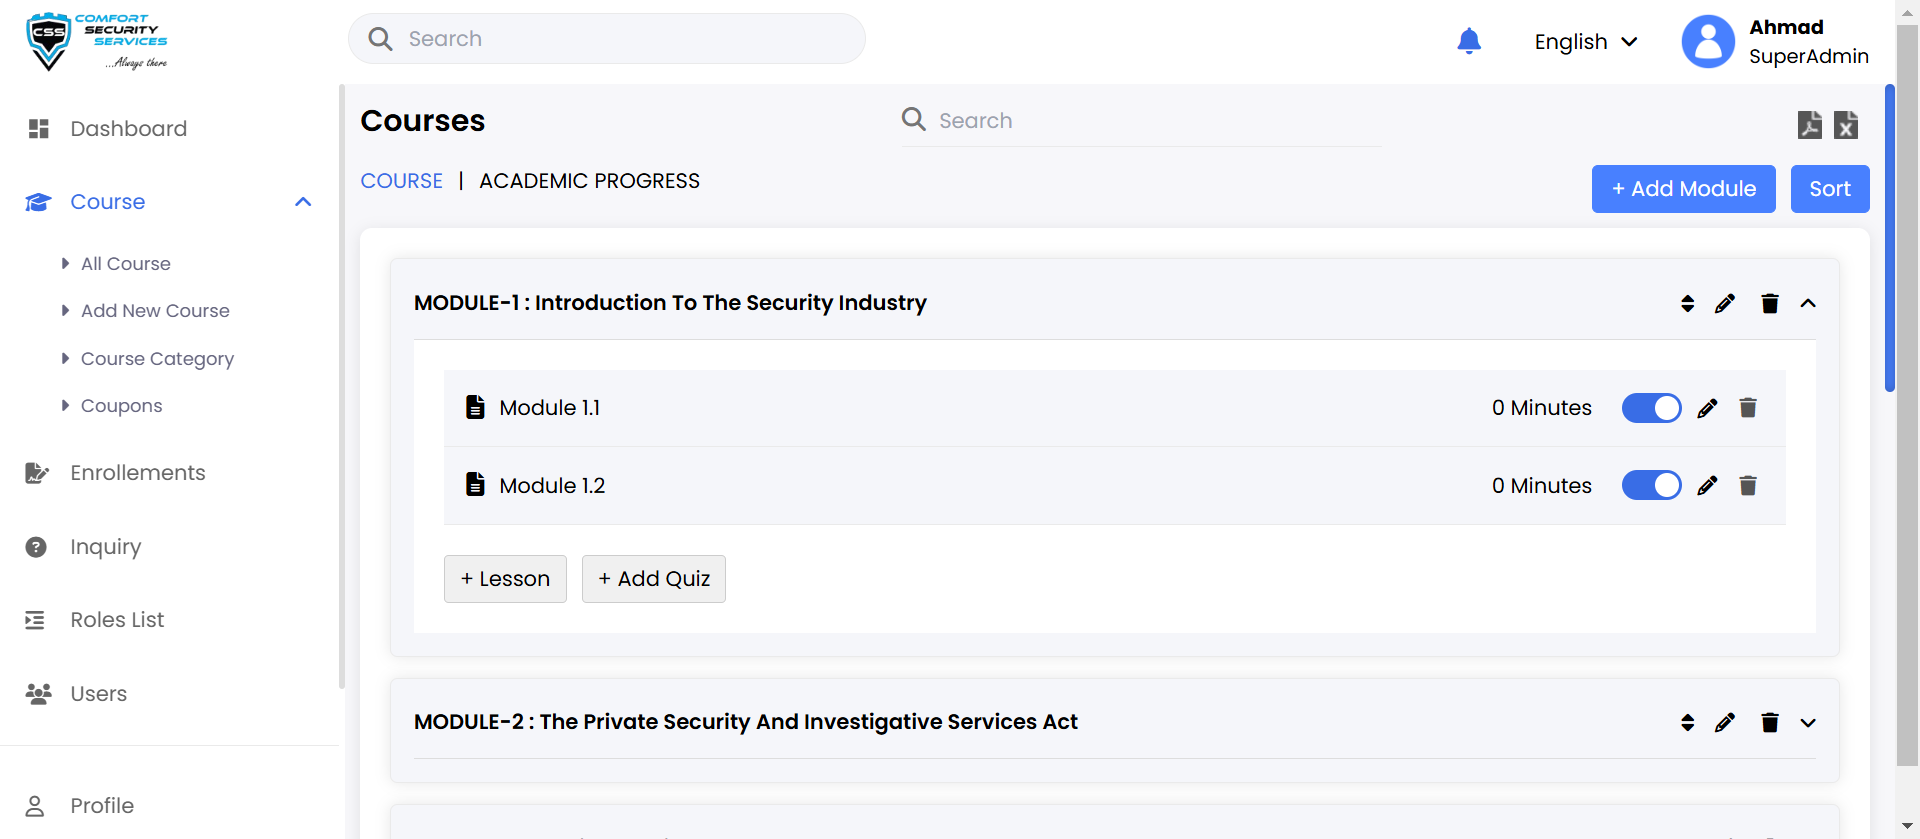 CSS
COMFORT
SECURITY
SERVICES
...Always there
Search
English
Ahmad
SuperAdmin
Dashboard
Course
All Course
Add New Course
Course Category
Coupons
Enrollements
Inquiry
Roles List
Users
Profile
Courses
Search
COURSE | ACADEMIC PROGRESS
+ Add Module
Sort
MODULE-1 : Introduction To The Security Industry
Module 1.1
0 Minutes
Module 1.2
0 Minutes
+ Lesson
+ Add Quiz
MODULE-2 : The Private Security And Investigative Services Act